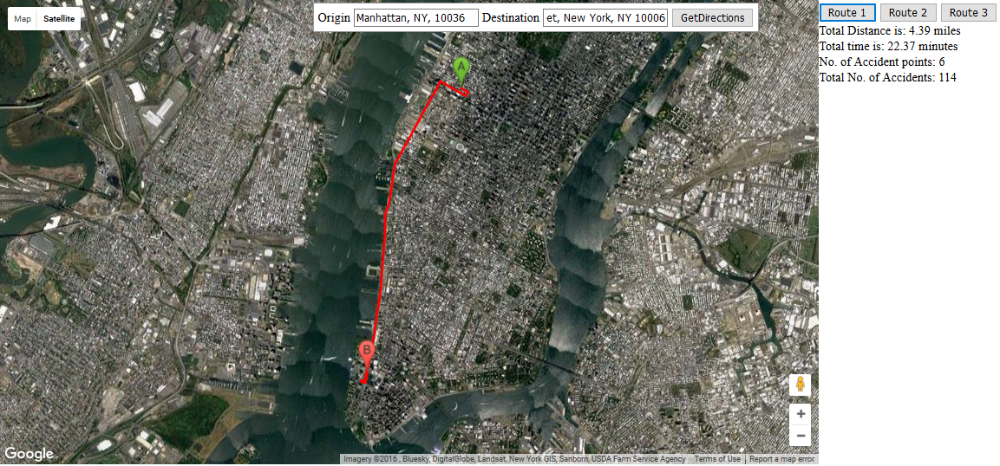 Map Satellite
Origin Manhattan, NY, 10036 Destination et, New York, NY 10006 GetDirections
Route 1 Route 2 Route 3
Total Distance is: 4.39 miles
Total time is: 22.37 minutes
No. of Accident points: 6
Total No. of Accidents: 114
A
B
+
−
Google
Imagery ©2016 , Bluesky, DigitalGlobe, Landsat, New York GIS, Sanborn, USDA Farm Service Agency Terms of Use Report a map error